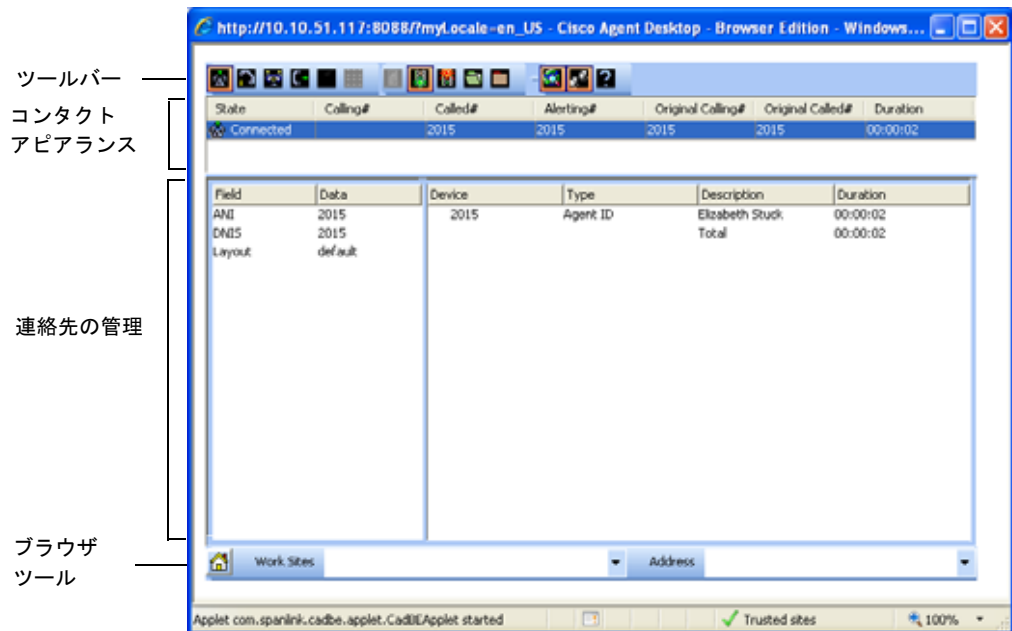 http://10.10.51.117:8088/?myLocale=en_US - Cisco Agent Desktop - Browser Edition - Windows...
ツールバー
コンタクト
アピアランス
State Calling# Called# Alerting# Original Calling# Original Called# Duration
Connected 2015 2015 2015 2015 00:00:02
連絡先の管理
Field Data Device Type Description Duration
ANI 2015 2015 Agent ID Elizabeth Stuck 00:00:02
DNIS 2015 Total 00:00:02
Layout default
ブラウザ
ツール
Work Sites Address
Applet com.spanlink.cadbe.applet.CadBEApplet started Trusted sites 100%